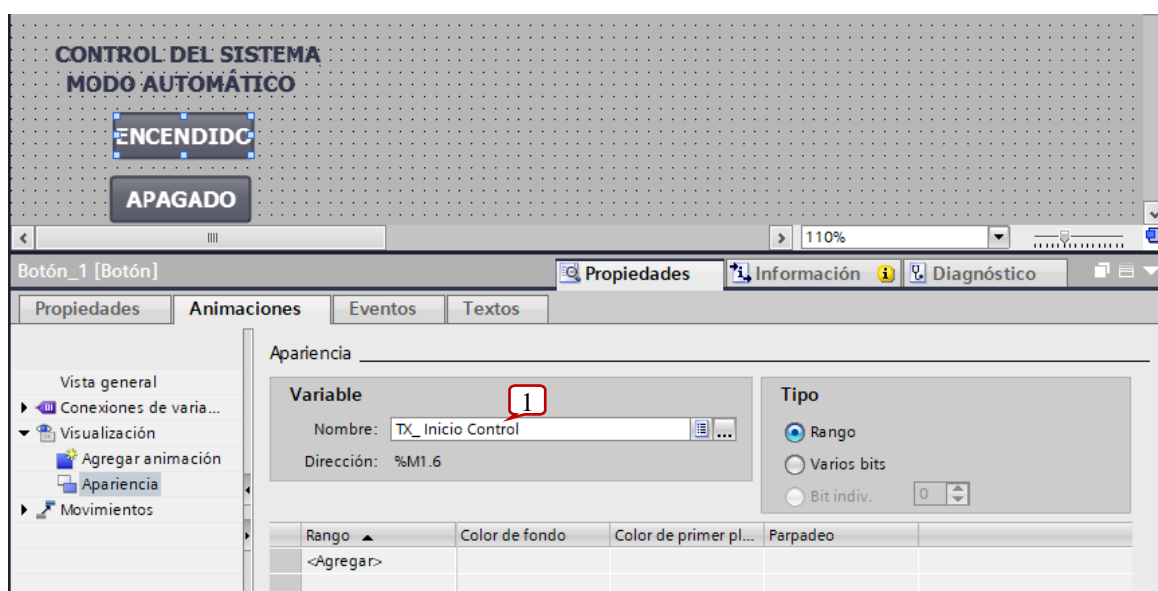 CONTROL DEL SISTEMA
MODO AUTOMÁTICO
ENCENDIDO
APAGADO
110%
Botón_1 [Botón]
Propiedades
Información
Diagnóstico
Propiedades
Animaciones
Eventos
Textos
Apariencia
Vista general
Conexiones de varia...
Visualización
Agregar animación
Apariencia
Movimientos
Variable
1
Nombre: TX_ Inicio Control
...
Dirección: %M1.6
Tipo
Rango
Varios bits
Bit indiv. 0
Rango Color de fondo Color de primer pl... Parpadeo
<Agregar>